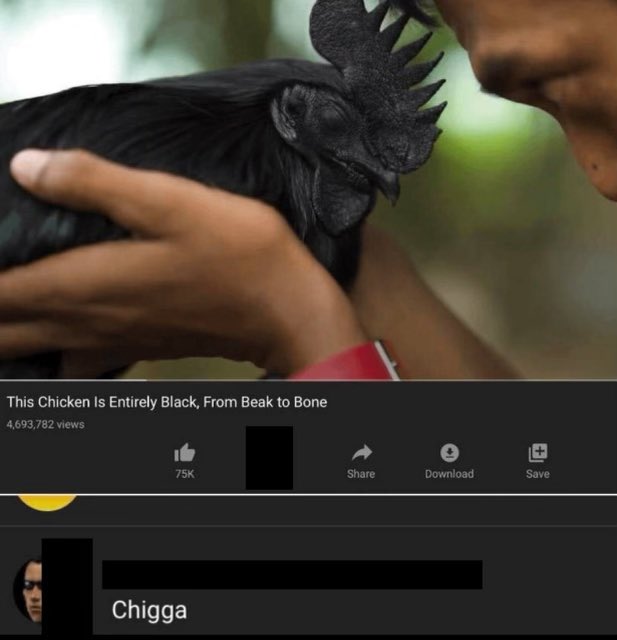 This Chicken Is Entirely Black, From Beak to Bone
4,693,782 views
75K
Share
Download
Save
Chigga